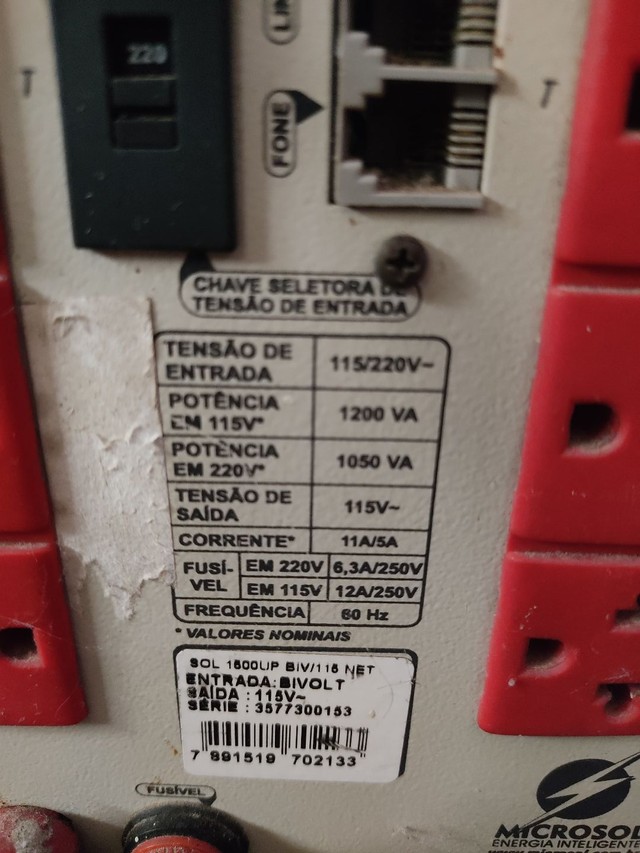 220
T
T
FONE
CHAVE SELETORA DE
TENSÃO DE ENTRADA
TENSÃO DE ENTRADA 115/220V~
POTÊNCIA EM 115V* 1200 VA
POTÊNCIA EM 220V* 1050 VA
TENSÃO DE SAÍDA 115V~
CORRENTE* 11A/5A
FUSÍ-VEL EM 220V 6,3A/250V
EM 115V 12A/250V
FREQUÊNCIA 60 Hz
* VALORES NOMINAIS
SOL 1500UP BIV/115 NET
ENTRADA: BIVOLT
SAÍDA : 115V~
SÉRIE : 3577300153
7 891519 702133
FUSÍVEL
MICROSOL
ENERGIA INTELIGENTE